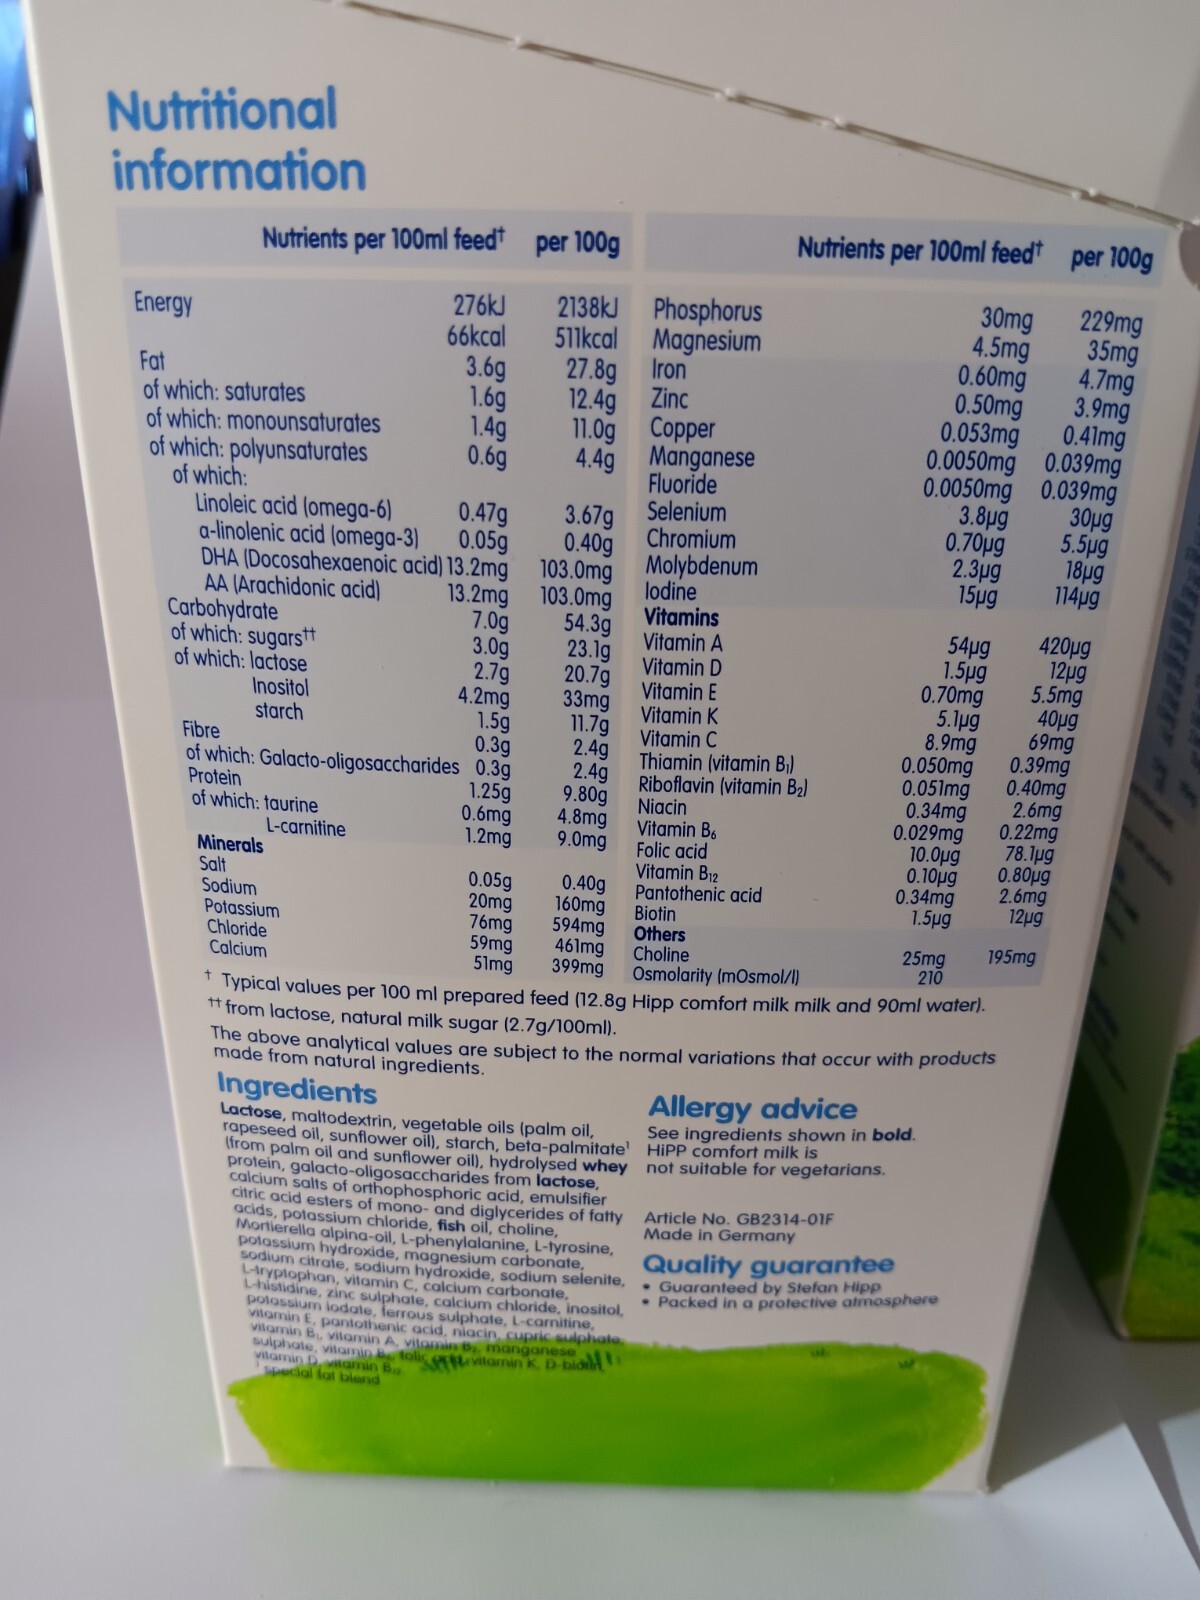 Nutritional
information
Nutrients per 100ml feed† per 100g
Energy 276kJ 2138kJ
66kcal 511kcal
Fat 3.6g 27.8g
of which: saturates 1.6g 12.4g
of which: monounsaturates 1.4g 11.0g
of which: polyunsaturates 0.6g 4.4g
of which:
Linoleic acid (omega-6) 0.47g 3.67g
a-linolenic acid (omega-3) 0.05g 0.40g
DHA (Docosahexaenoic acid) 13.2mg 103.0mg
AA (Arachidonic acid) 13.2mg 103.0mg
Carbohydrate 7.0g 54.3g
of which: sugars†† 3.0g 23.1g
of which: lactose 2.7g 20.7g
Inositol 4.2mg 33mg
starch 1.5g 11.7g
Fibre 0.3g 2.4g
of which: Galacto-oligosaccharides 0.3g 2.4g
Protein 1.25g 9.80g
of which: taurine 0.6mg 4.8mg
L-carnitine 1.2mg 9.0mg
Minerals
Salt 0.05g 0.40g
Sodium 20mg 160mg
Potassium 76mg 594mg
Chloride 59mg 461mg
Calcium 51mg 399mg
Nutrients per 100ml feed† per 100g
Phosphorus 30mg 229mg
Magnesium 4.5mg 35mg
Iron 0.60mg 4.7mg
Zinc 0.50mg 3.9mg
Copper 0.053mg 0.41mg
Manganese 0.0050mg 0.039mg
Fluoride 0.0050mg 0.039mg
Selenium 3.8µg 30µg
Chromium 0.70µg 5.5µg
Molybdenum 2.3µg 18µg
Iodine 15µg 114µg
Vitamins
Vitamin A 54µg 420µg
Vitamin D 1.5µg 12µg
Vitamin E 0.70mg 5.5mg
Vitamin K 5.1µg 40µg
Vitamin C 8.9mg 69mg
Thiamin (vitamin B₁) 0.050mg 0.39mg
Riboflavin (vitamin B₂) 0.051mg 0.40mg
Niacin 0.34mg 2.6mg
Vitamin B₆ 0.029mg 0.22mg
Folic acid 10.0µg 78.1µg
Vitamin B₁₂ 0.10µg 0.80µg
Pantothenic acid 0.34mg 2.6mg
Biotin 1.5µg 12µg
Others
Choline 25mg 195mg
Osmolarity (mOsmol/l) 210
† Typical values per 100 ml prepared feed (12.8g Hipp comfort milk milk and 90ml water).
†† from lactose, natural milk sugar (2.7g/100ml).
The above analytical values are subject to the normal variations that occur with products
made from natural ingredients.
Ingredients
Lactose, maltodextrin, vegetable oils (palm oil,
rapeseed oil, sunflower oil), starch, beta-palmitate¹
(from palm oil and sunflower oil), hydrolysed whey
protein, galacto-oligosaccharides from lactose,
calcium salts of orthophosphoric acid, emulsifier
citric acid esters of mono- and diglycerides of fatty
acids, potassium chloride, fish oil, choline,
Mortierella alpina-oil, L-phenylalanine, L-tyrosine,
potassium hydroxide, magnesium carbonate,
sodium citrate, sodium hydroxide, sodium selenite,
L-tryptophan, vitamin C, calcium carbonate,
L-histidine, zinc sulphate, calcium chloride, inositol,
potassium iodate, ferrous sulphate, L-carnitine,
vitamin E, pantothenic acid, niacin, cupric sulphate,
vitamin B₁, vitamin A, vitamin B₂, manganese
sulphate, vitamin B₆, folic vitamin K, D-biotin,
vitamin D, vitamin B₁₂
¹ special fat blend
Allergy advice
See ingredients shown in bold.
HiPP comfort milk is
not suitable for vegetarians.
Article No. GB2314-01F
Made in Germany
Quality guarantee
• Guaranteed by Stefan Hipp
• Packed in a protective atmosphere